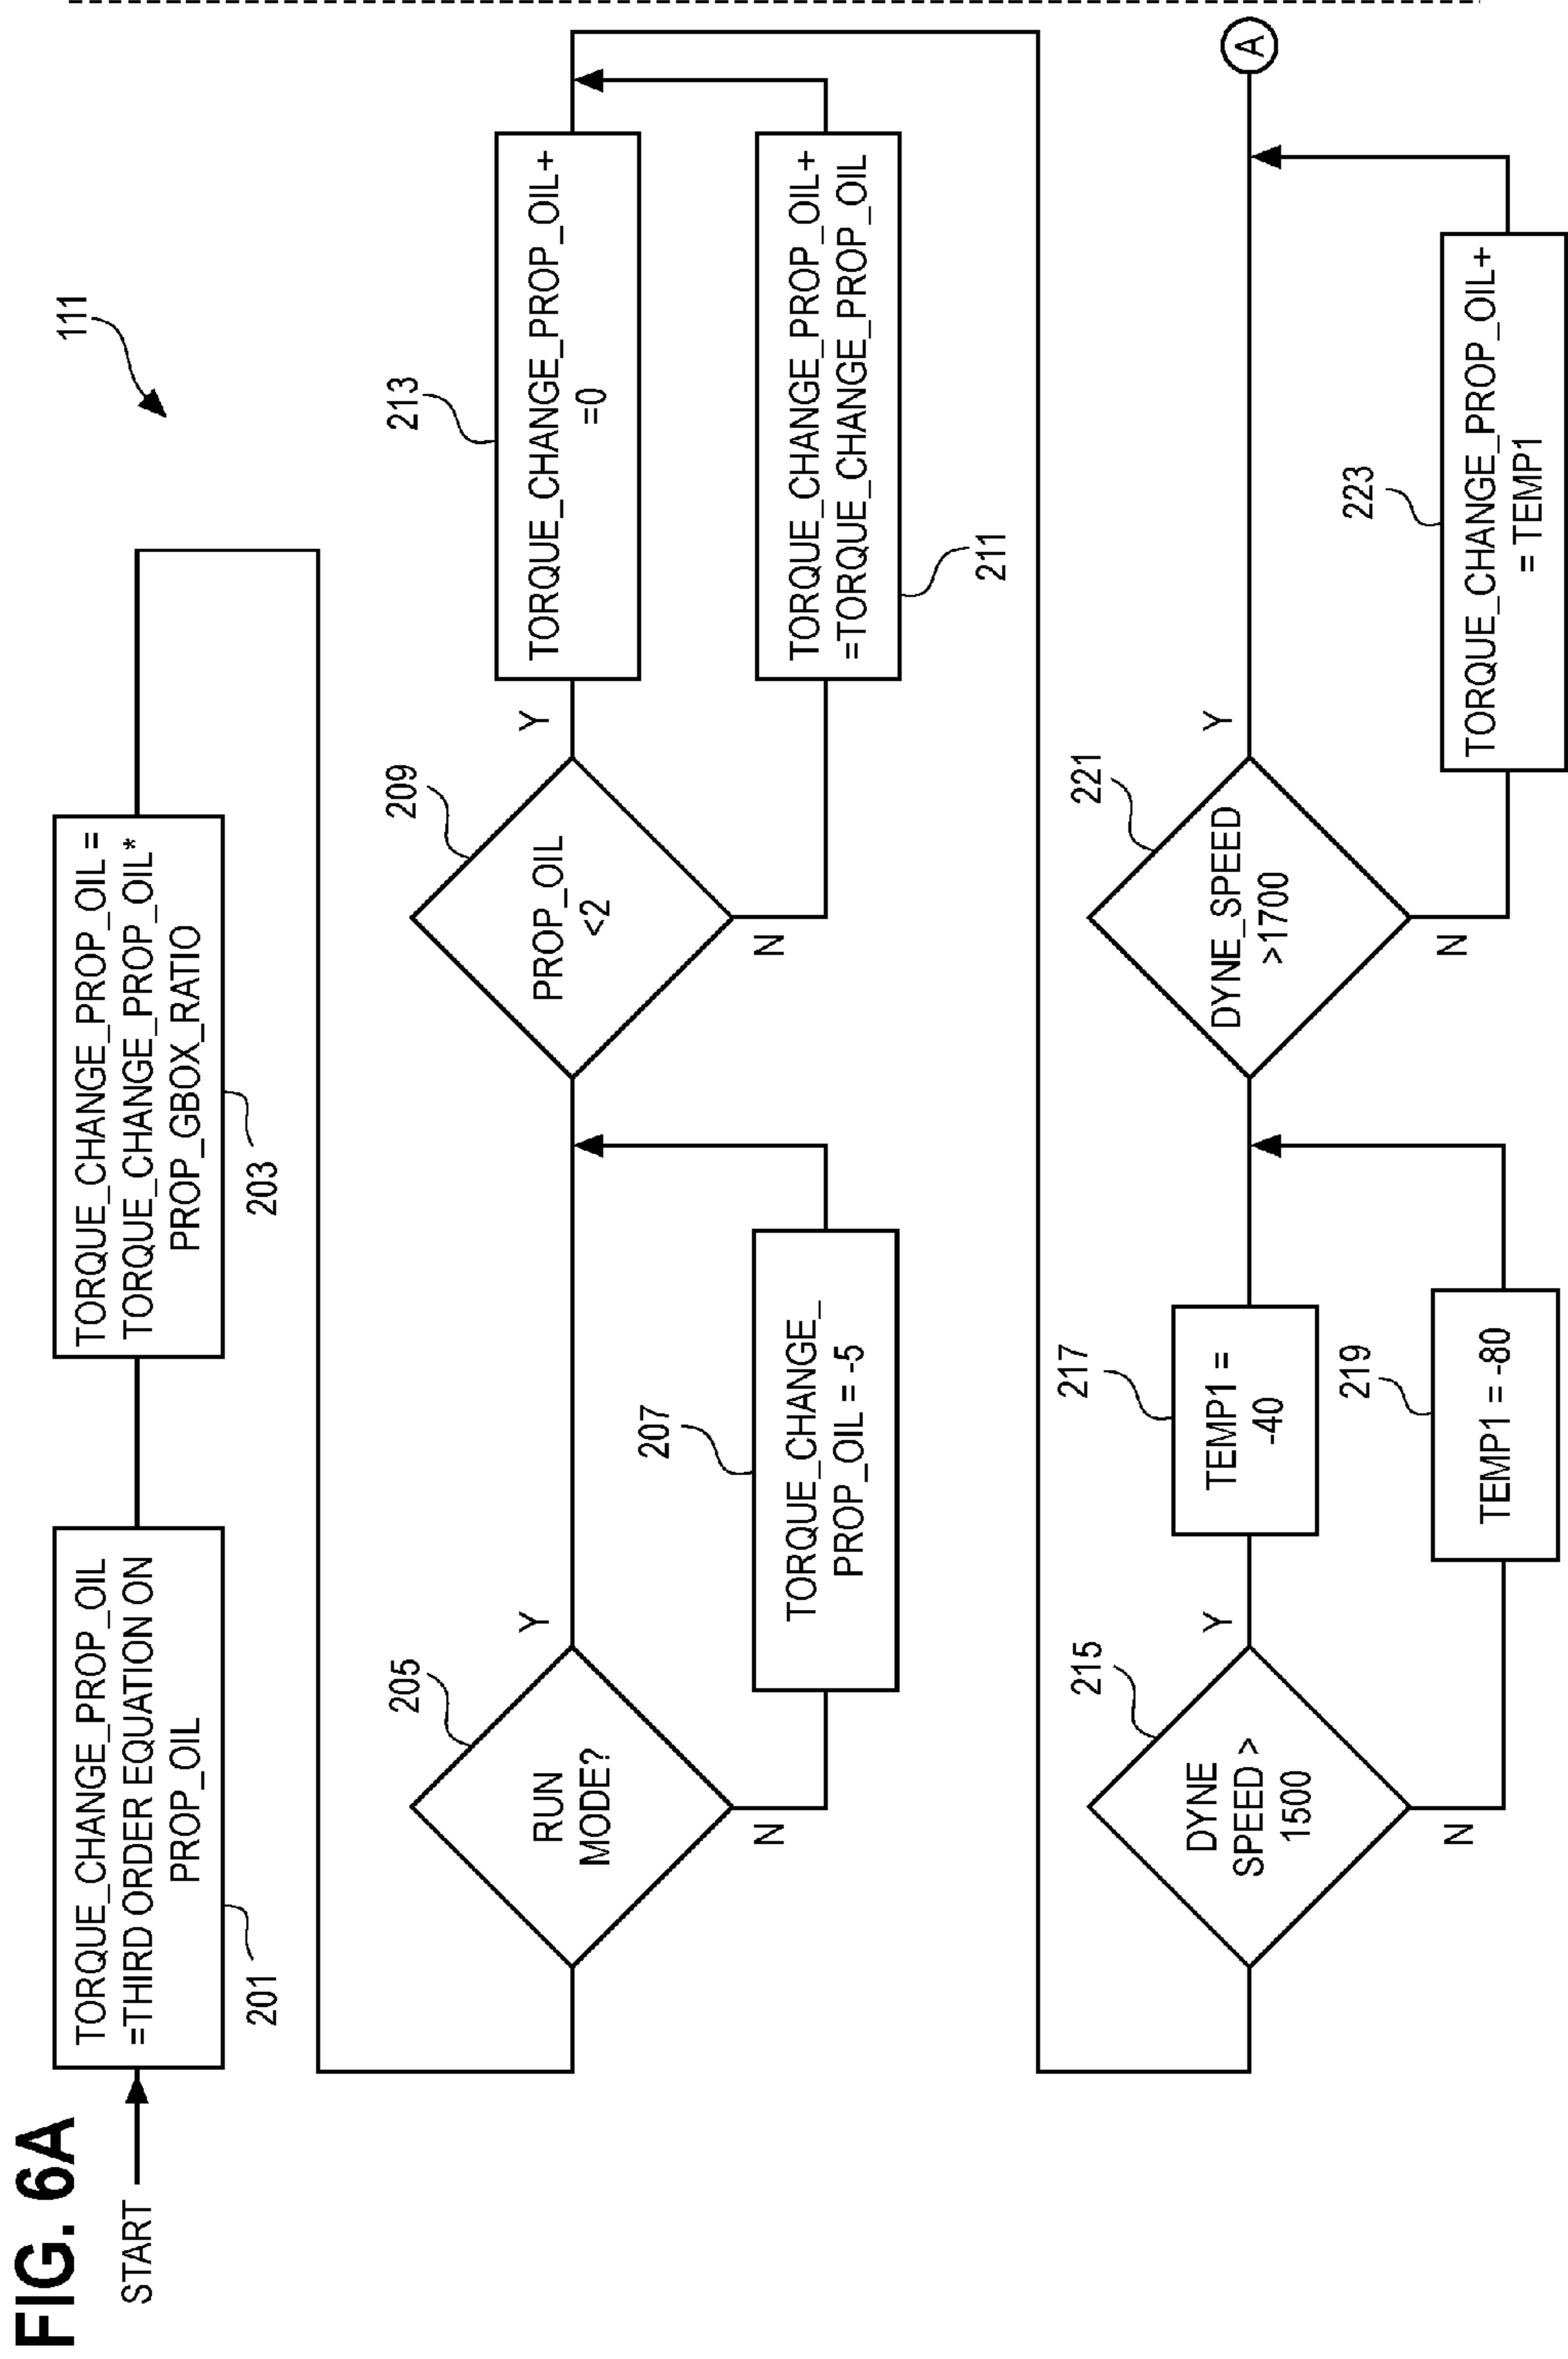 FIG. 6A
111
START
TORQUE_CHANGE_PROP_OIL
=THIRD ORDER EQUATION ON
PROP_OIL
201
TORQUE_CHANGE_PROP_OIL =
TORQUE_CHANGE_PROP_OIL*
PROP_GBOX_RATIO
203
205
RUN
MODE?
Y
N
207
TORQUE_CHANGE_
PROP_OIL = -5
209
PROP_OIL
<2
Y
N
213
TORQUE_CHANGE_PROP_OIL+
=0
TORQUE_CHANGE_PROP_OIL+
=TORQUE_CHANGE_PROP_OIL
211
215
DYNE
SPEED >
1500
Y
N
217
TEMP1 =
-40
219
TEMP1 = -80
221
DYNE_SPEED
>1700
Y
N
223
TORQUE_CHANGE_PROP_OIL+
= TEMP1
A